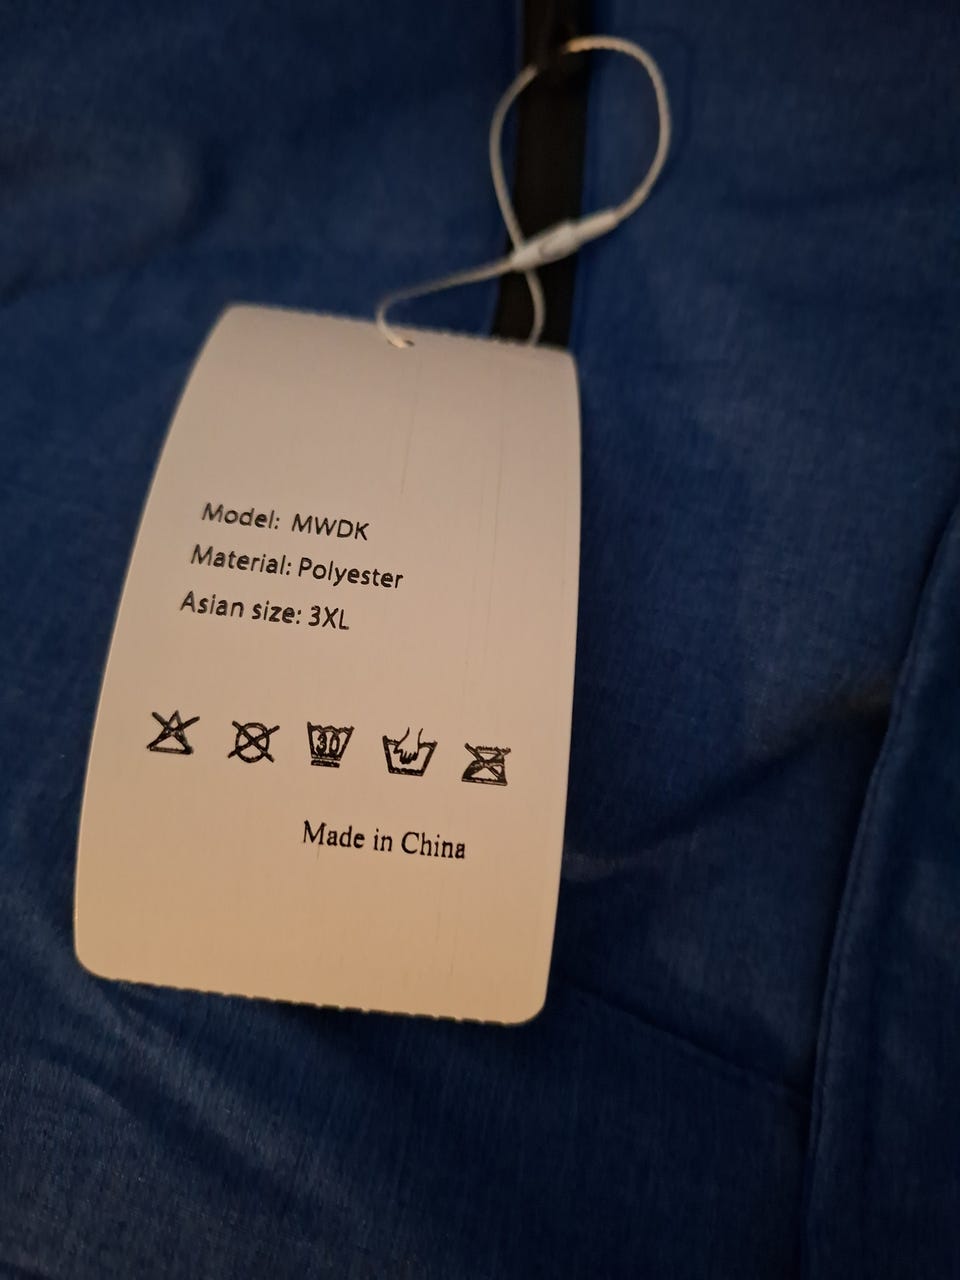 Model: MWDK
Material: Polyester
Asian size: 3XL
30
Made in China